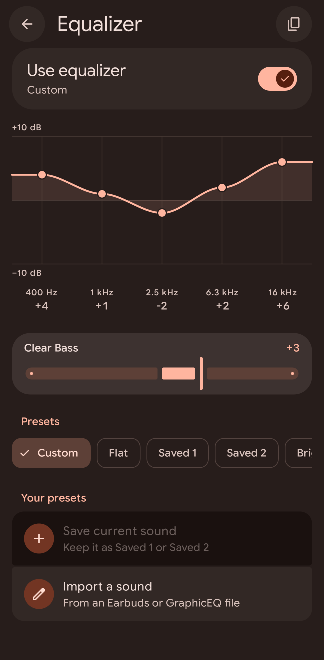 Equalizer
Use equalizer
Custom
+10 dB
−10 dB
400 Hz 1 kHz 2.5 kHz 6.3 kHz 16 kHz
+4 +1 -2 +2 +6
Clear Bass +3
Presets
Custom Flat Saved 1 Saved 2 Bri
Your presets
Save current sound
Keep it as Saved 1 or Saved 2
Import a sound
From an Earbuds or GraphicEQ file